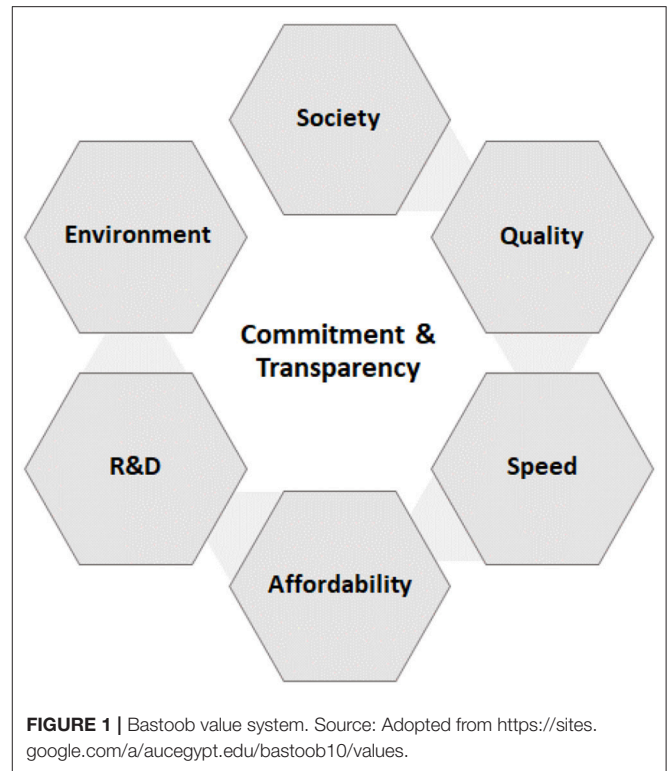 Society
Environment
Quality
Commitment &
Transparency
R&D
Speed
Affordability
FIGURE 1 | Bastoob value system. Source: Adopted from https://sites.
google.com/a/aucegypt.edu/bastoob10/values.